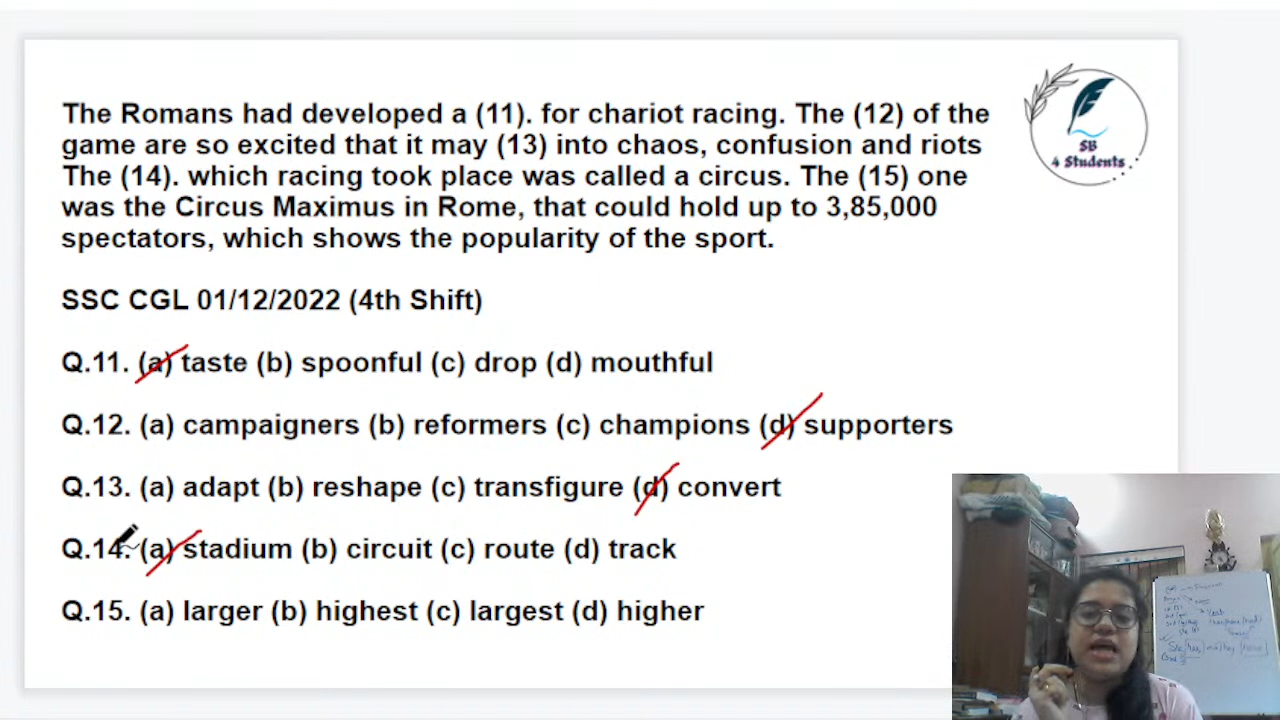 The Romans had developed a (11). for chariot racing. The (12) of the
game are so excited that it may (13) into chaos, confusion and riots
The (14). which racing took place was called a circus. The (15) one
was the Circus Maximus in Rome, that could hold up to 3,85,000
spectators, which shows the popularity of the sport.
SB
4 Students
SSC CGL 01/12/2022 (4th Shift)
Q.11. (a) taste (b) spoonful (c) drop (d) mouthful
Q.12. (a) campaigners (b) reformers (c) champions (d) supporters
Q.13. (a) adapt (b) reshape (c) transfigure (d) convert
Q.14. (a) stadium (b) circuit (c) route (d) track
Q.15. (a) larger (b) highest (c) largest (d) higher